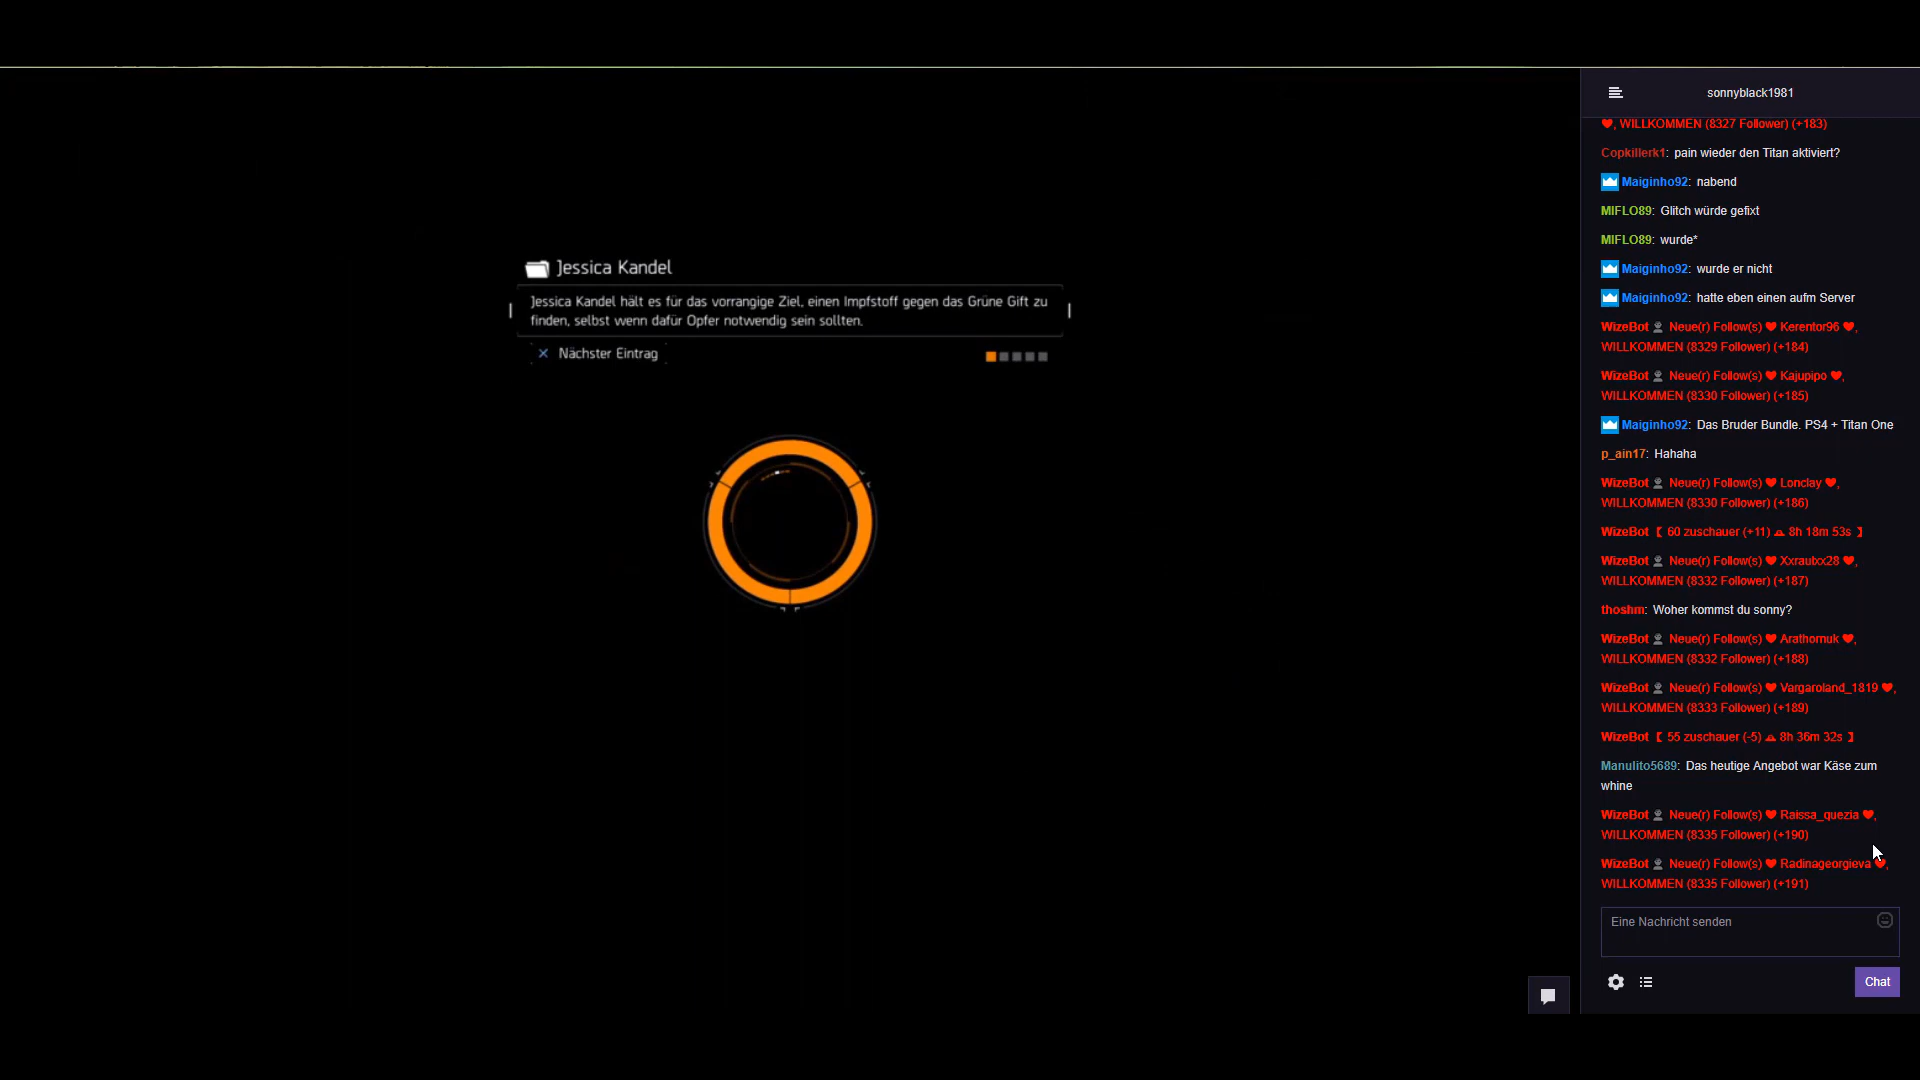 Jessica Kandel
Jessica Kandel hält es für das vorrangige Ziel, einen Impfstoff gegen das Grüne Gift zu
finden, selbst wenn dafür Opfer notwendig sein sollten.
Nächster Eintrag
sonnyblack1981
, WILLKOMMEN (8327 Follower) (+183)
Copkillerk1: pain wieder den Titan aktiviert?
Maiginho92: nabend
MIFLO89: Glitch würde gefixt
MIFLO89: wurde*
Maiginho92: wurde er nicht
Maiginho92: hatte eben einen aufm Server
WizeBot Neue(r) Follow(s) ♥ Kerentor96 ♥,
WILLKOMMEN (8329 Follower) (+184)
WizeBot Neue(r) Follow(s) ♥ Kajupipo ♥,
WILLKOMMEN (8330 Follower) (+185)
Maiginho92: Das Bruder Bundle. PS4 + Titan One
p_ain17: Hahaha
WizeBot Neue(r) Follow(s) ♥ Lonclay ♥,
WILLKOMMEN (8330 Follower) (+186)
WizeBot 【 60 zuschauer (+11) 8h 18m 53s 】
WizeBot Neue(r) Follow(s) ♥ Xxrautxx28 ♥,
WILLKOMMEN (8332 Follower) (+187)
thoshm: Woher kommst du sonny?
WizeBot Neue(r) Follow(s) ♥ Arathornuk ♥,
WILLKOMMEN (8332 Follower) (+188)
WizeBot Neue(r) Follow(s) ♥ Vargaroland_1819 ♥,
WILLKOMMEN (8333 Follower) (+189)
WizeBot 【 55 zuschauer (-5) 8h 36m 32s 】
Manulito5689: Das heutige Angebot war Käse zum
whine
WizeBot Neue(r) Follow(s) ♥ Raissa_quezia ♥,
WILLKOMMEN (8335 Follower) (+190)
WizeBot Neue(r) Follow(s) ♥ Radinageorgieva ♥,
WILLKOMMEN (8335 Follower) (+191)
Eine Nachricht senden
Chat